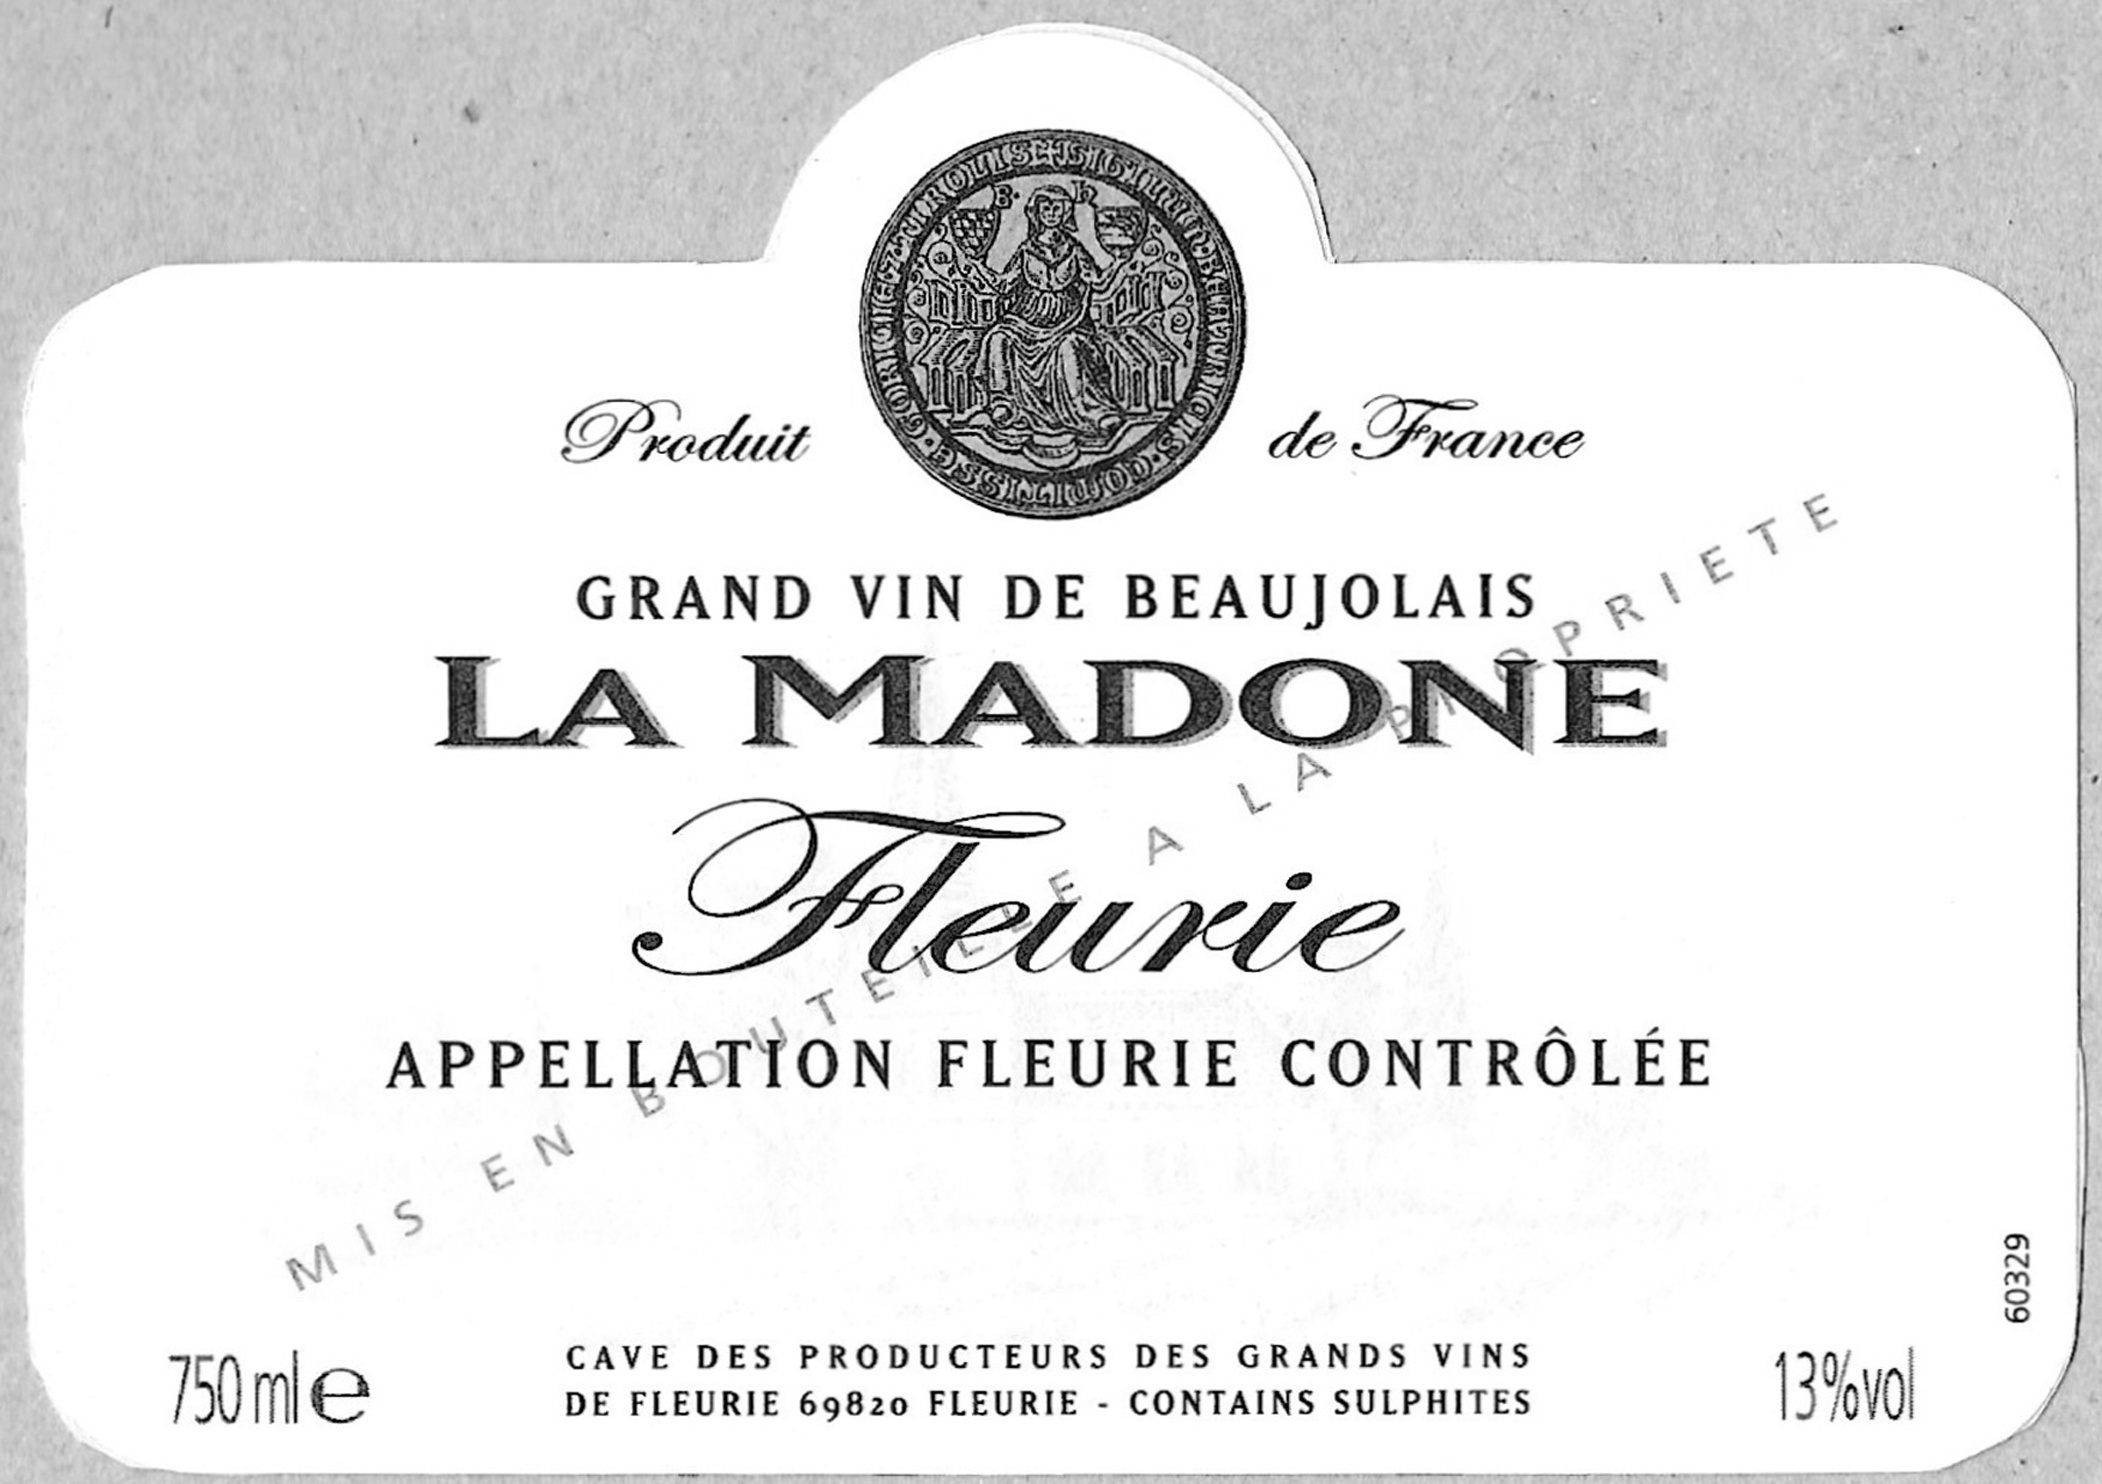 Produit de France
GRAND VIN DE BEAUJOLAIS
LA MADONE
Fleurie
APPELLATION FLEURIE CONTRÔLÉE
MIS EN BOUTEILLE A LA PROPRIETE
60329
750 ml e
CAVE DES PRODUCTEURS DES GRANDS VINS
DE FLEURIE 69820 FLEURIE - CONTAINS SULPHITES
13%vol